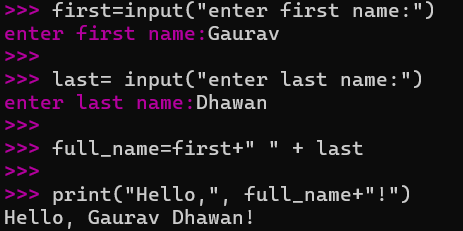 >>> first=input("enter first name:")
enter first name:Gaurav
>>>
>>> last= input("enter last name:")
enter last name:Dhawan
>>>
>>> full_name=first+" " + last
>>>
>>> print("Hello,", full_name+"!")
Hello, Gaurav Dhawan!